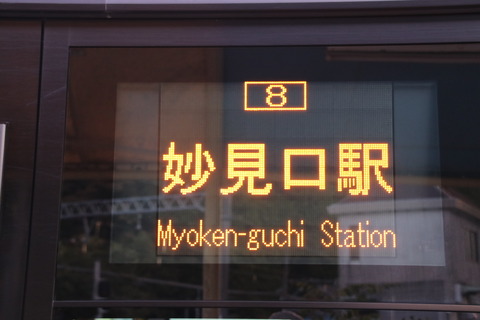 8
妙見口駅
Myoken-guchi Station